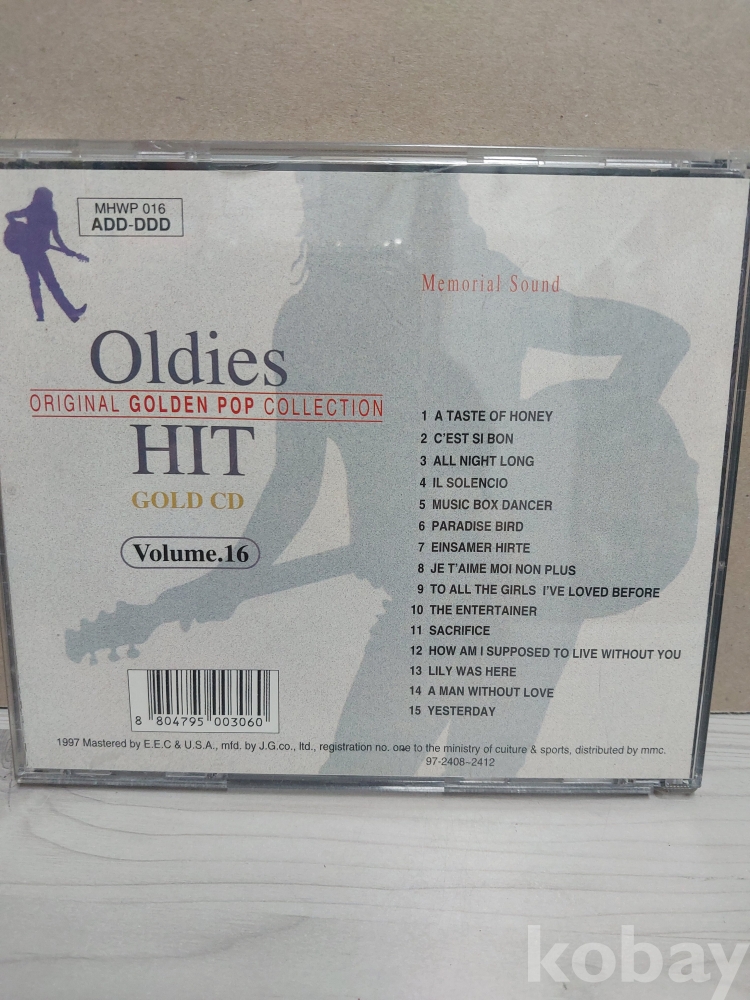 MHWP 016
ADD-DDD
Memorial Sound
Oldies
ORIGINAL GOLDEN POP COLLECTION
HIT
GOLD CD
Volume.16
1 A TASTE OF HONEY
2 C'EST SI BON
3 ALL NIGHT LONG
4 IL SOLENCIO
5 MUSIC BOX DANCER
6 PARADISE BIRD
7 EINSAMER HIRTE
8 JE T'AIME MOI NON PLUS
9 TO ALL THE GIRLS I'VE LOVED BEFORE
10 THE ENTERTAINER
11 SACRIFICE
12 HOW AM I SUPPOSED TO LIVE WITHOUT YOU
13 LILY WAS HERE
14 A MAN WITHOUT LOVE
15 YESTERDAY
8 804795 003060
1997 Mastered by E.E.C & U.S.A., mfd. by J.G.co., ltd., registration no. one to the ministry of culture & sports, distributed by mmc.
97-2408~2412
kobay